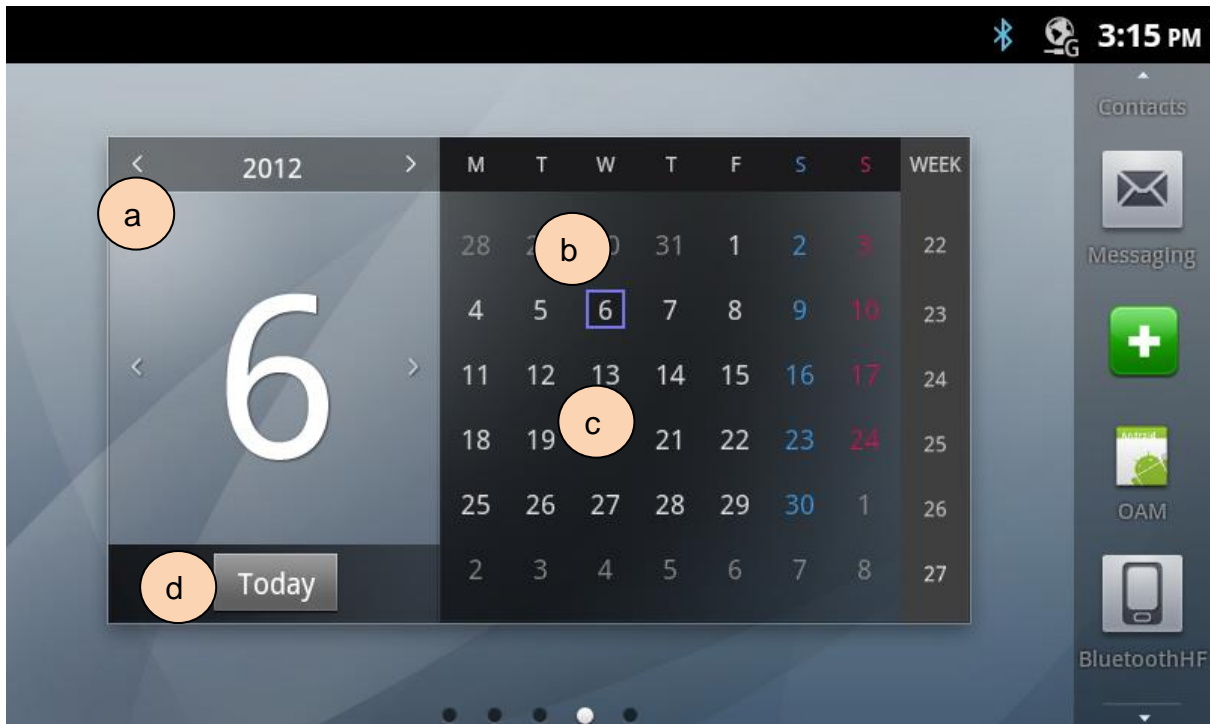 G 3:15 PM
Contacts
2012 M T W T F S S WEEK
a
b
28 31 1 2 3 22
Messaging
6
4 5 6 7 8 9 10 23
11 12 13 14 15 16 17 24
c
18 19 21 22 23 24 25
Android
25 26 27 28 29 30 1 26
OAM
d Today
2 3 4 5 6 7 8 27
BluetoothHF